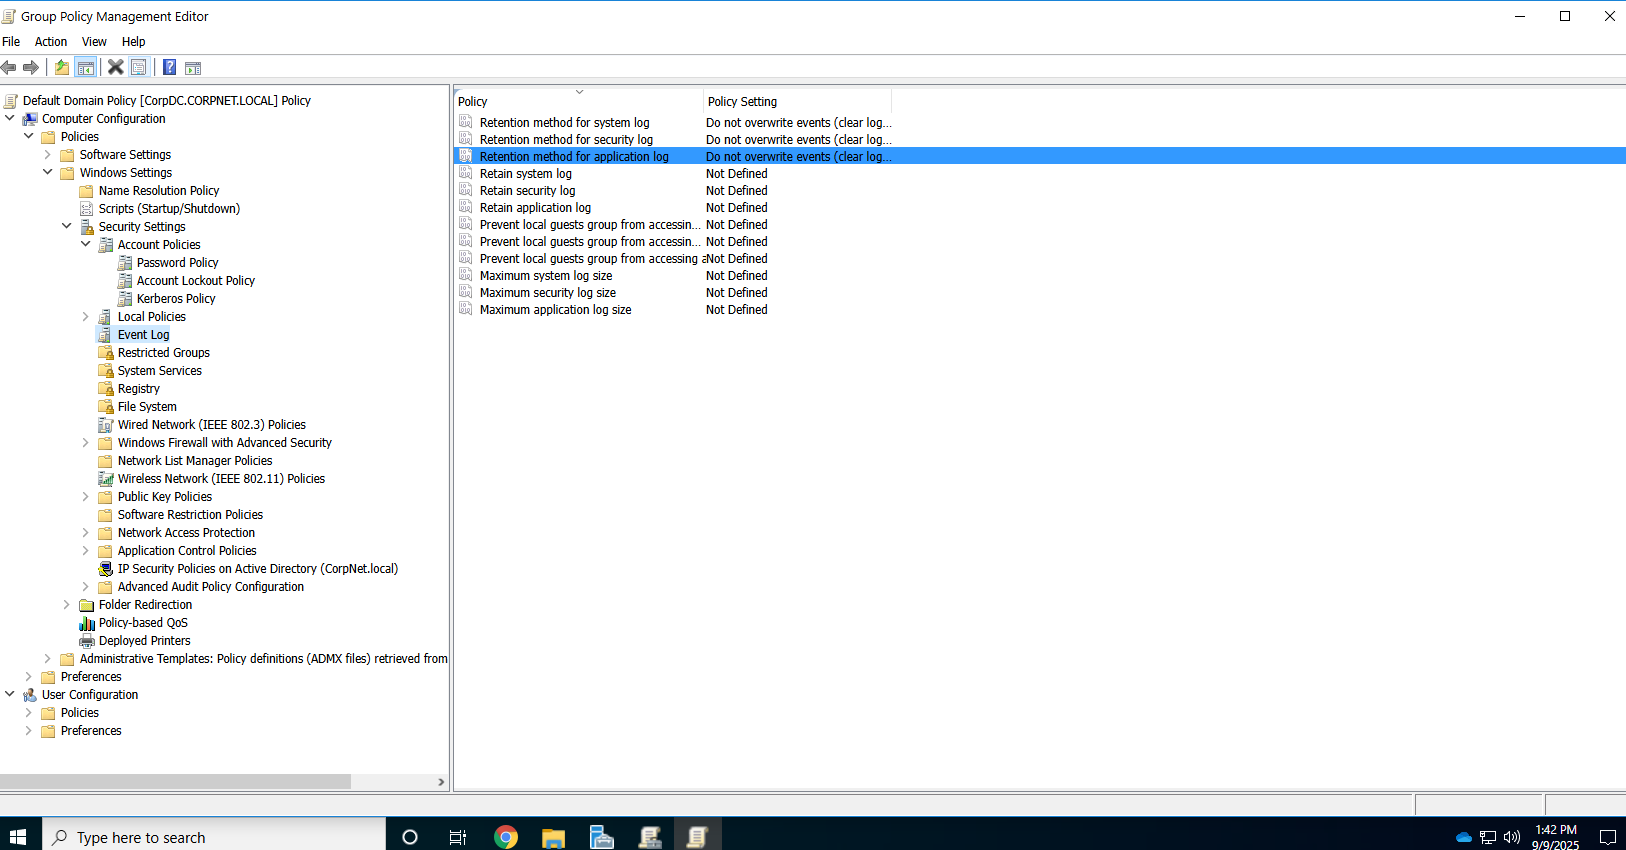 Group Policy Management Editor
File Action View Help
Default Domain Policy [CorpDC.CORPNET.LOCAL] Policy
Computer Configuration
Policies
Software Settings
Windows Settings
Name Resolution Policy
Scripts (Startup/Shutdown)
Security Settings
Account Policies
Password Policy
Account Lockout Policy
Kerberos Policy
Local Policies
Event Log
Restricted Groups
System Services
Registry
File System
Wired Network (IEEE 802.3) Policies
Windows Firewall with Advanced Security
Network List Manager Policies
Wireless Network (IEEE 802.11) Policies
Public Key Policies
Software Restriction Policies
Network Access Protection
Application Control Policies
IP Security Policies on Active Directory (CorpNet.local)
Advanced Audit Policy Configuration
Folder Redirection
Policy-based QoS
Deployed Printers
Administrative Templates: Policy definitions (ADMX files) retrieved from
Preferences
User Configuration
Policies
Preferences
Policy Policy Setting
Retention method for system log Do not overwrite events (clear log...
Retention method for security log Do not overwrite events (clear log...
Retention method for application log Do not overwrite events (clear log...
Retain system log Not Defined
Retain security log Not Defined
Retain application log Not Defined
Prevent local guests group from accessin... Not Defined
Prevent local guests group from accessin... Not Defined
Prevent local guests group from accessing a Not Defined
Maximum system log size Not Defined
Maximum security log size Not Defined
Maximum application log size Not Defined
Type here to search
1:42 PM
9/9/2025